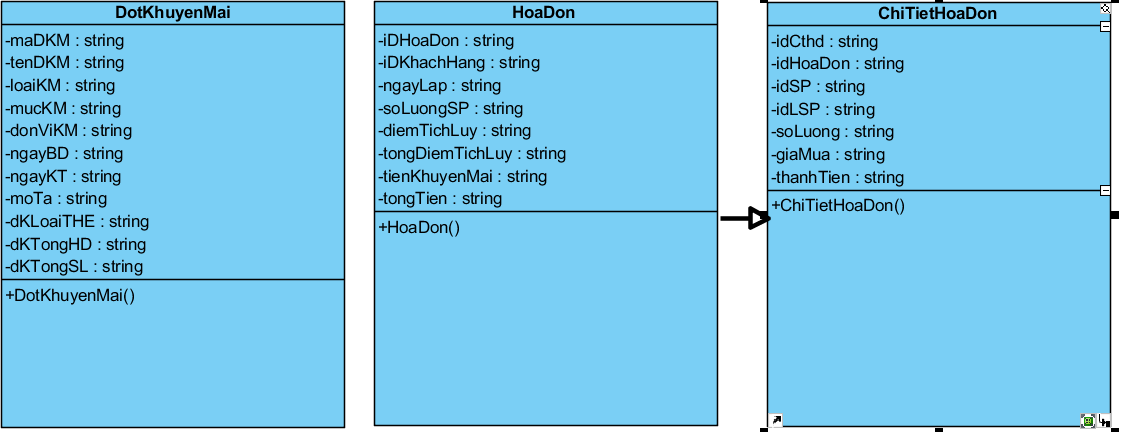 DotKhuyenMai
-maDKM : string
-tenDKM : string
-loaiKM : string
-mucKM : string
-donViKM : string
-ngayBD : string
-ngayKT : string
-moTa : string
-dKLoaiTHE : string
-dKTongHD : string
-dKTongSL : string
+DotKhuyenMai()
HoaDon
-iDHoaDon : string
-iDKhachHang : string
-ngayLap : string
-soLuongSP : string
-diemTichLuy : string
-tongDiemTichLuy : string
-tienKhuyenMai : string
-tongTien : string
+HoaDon()
ChiTietHoaDon
-idCthd : string
-idHoaDon : string
-idSP : string
-idLSP : string
-soLuong : string
-giaMua : string
-thanhTien : string
+ChiTietHoaDon()